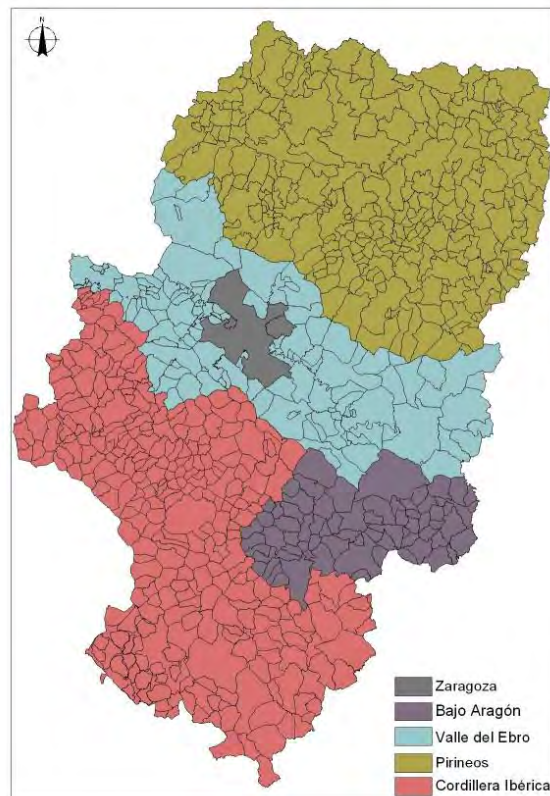 N
Zaragoza
Bajo Aragón
Valle del Ebro
Pirineos
Cordillera Ibérica